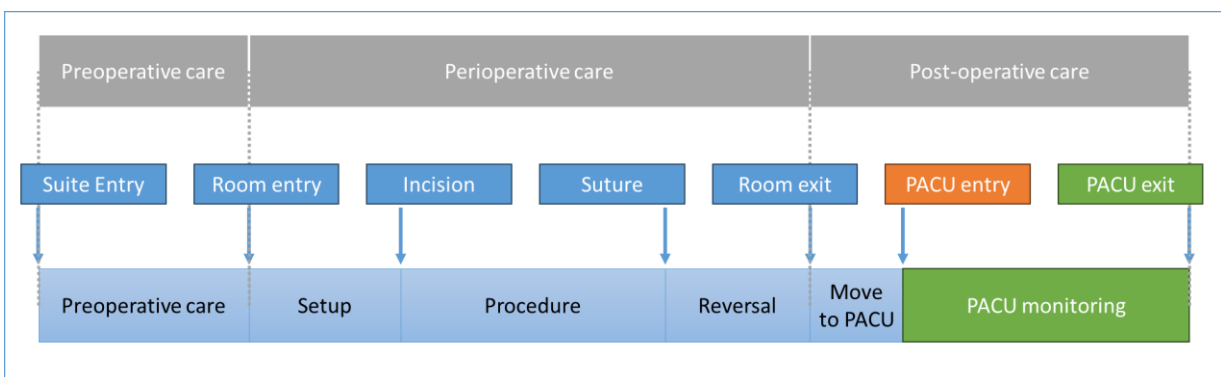 Preoperative care
Perioperative care
Post-operative care
Suite Entry
Room entry
Incision
Suture
Room exit
PACU entry
PACU exit
Preoperative care
Setup
Procedure
Reversal
Move
to PACU
PACU monitoring